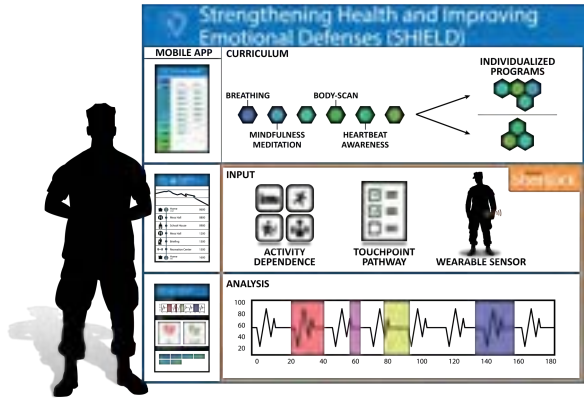 Strengthening Health and Improving
Emotional Defenses (SHIELD)
MOBILE APP
CURRICULUM
INDIVIDUALIZED
PROGRAMS
BREATHING
BODY-SCAN
MINDFULNESS
MEDITATION
HEARTBEAT
AWARENESS
INPUT
Sherlock
ACTIVITY
DEPENDENCE
TOUCHPOINT
PATHWAY
WEARABLE SENSOR
ANALYSIS
100
80
60
40
20
0 20 40 60 80 100 120 140 160 180